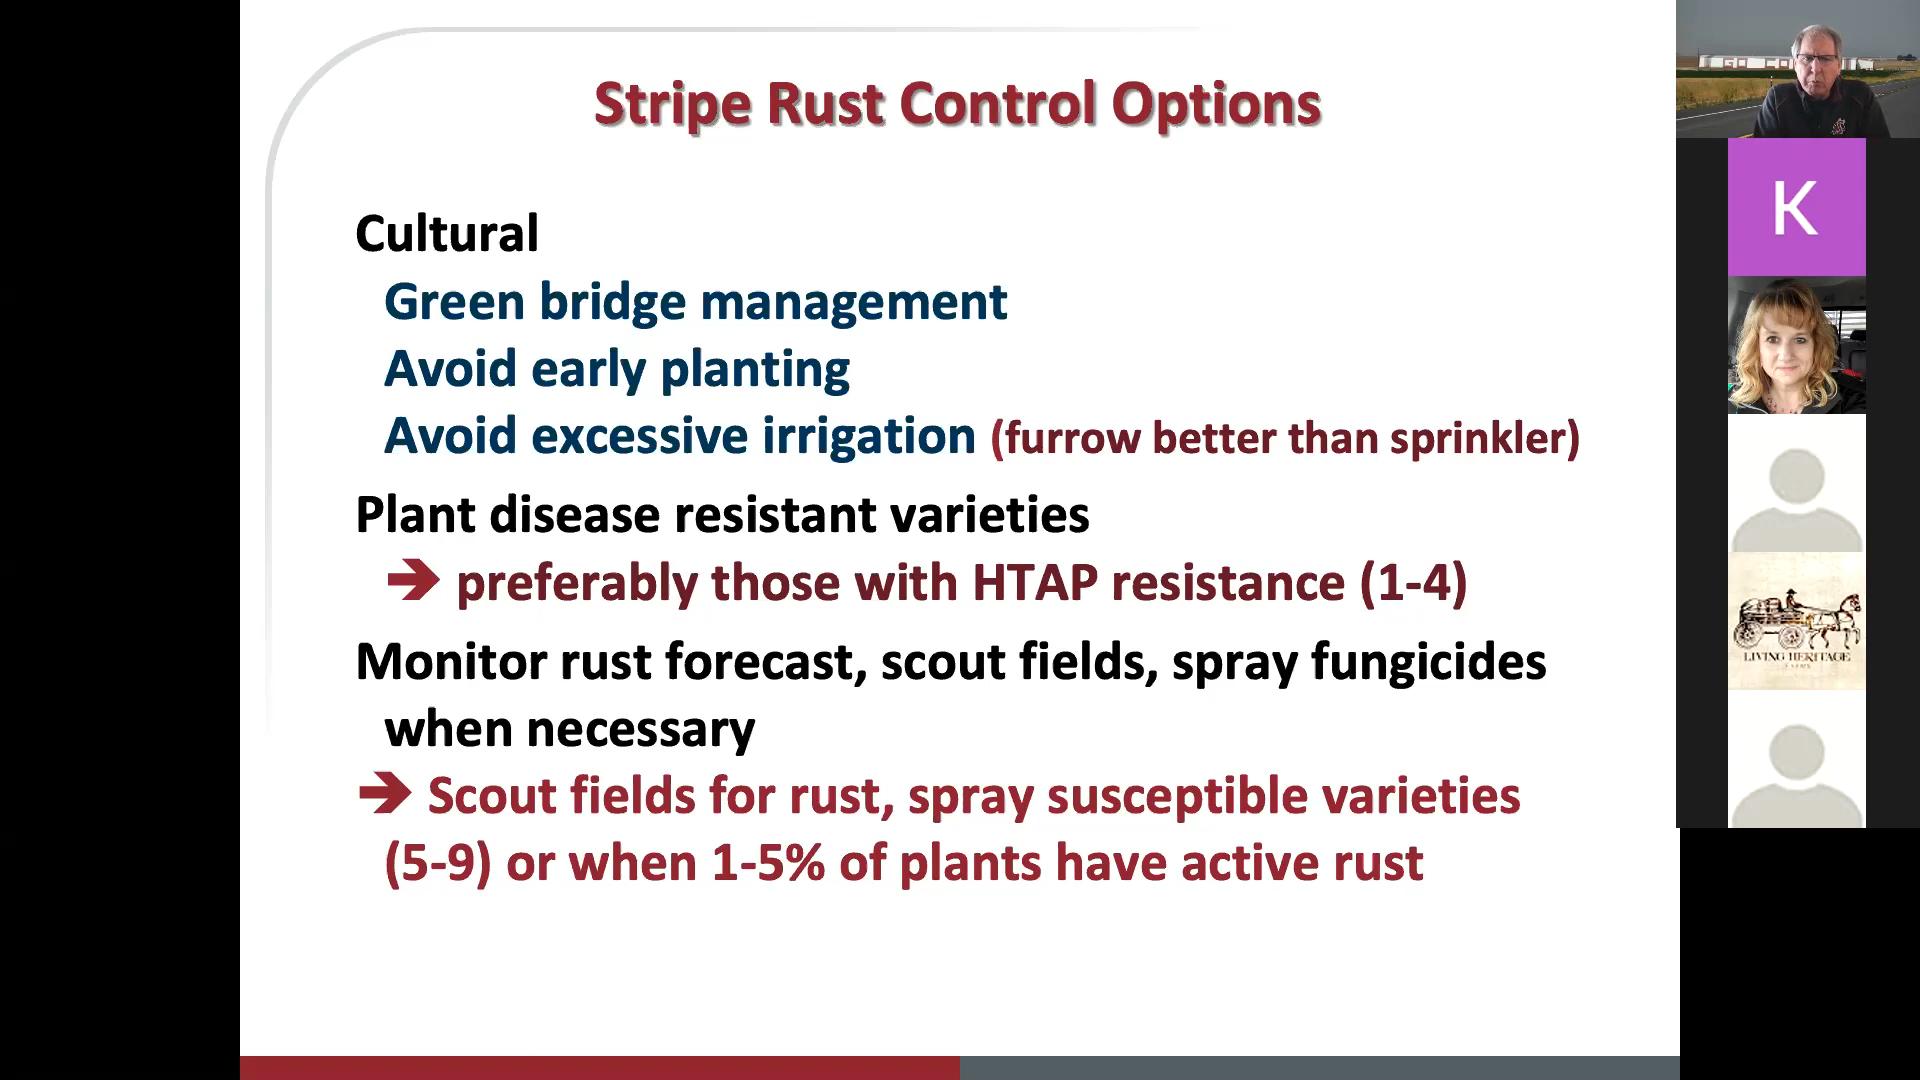 Stripe Rust Control Options
Cultural
Green bridge management
Avoid early planting
Avoid excessive irrigation (furrow better than sprinkler)
Plant disease resistant varieties
➔ preferably those with HTAP resistance (1-4)
Monitor rust forecast, scout fields, spray fungicides
when necessary
➔ Scout fields for rust, spray susceptible varieties
(5-9) or when 1-5% of plants have active rust
K
LIVING HERITAGE